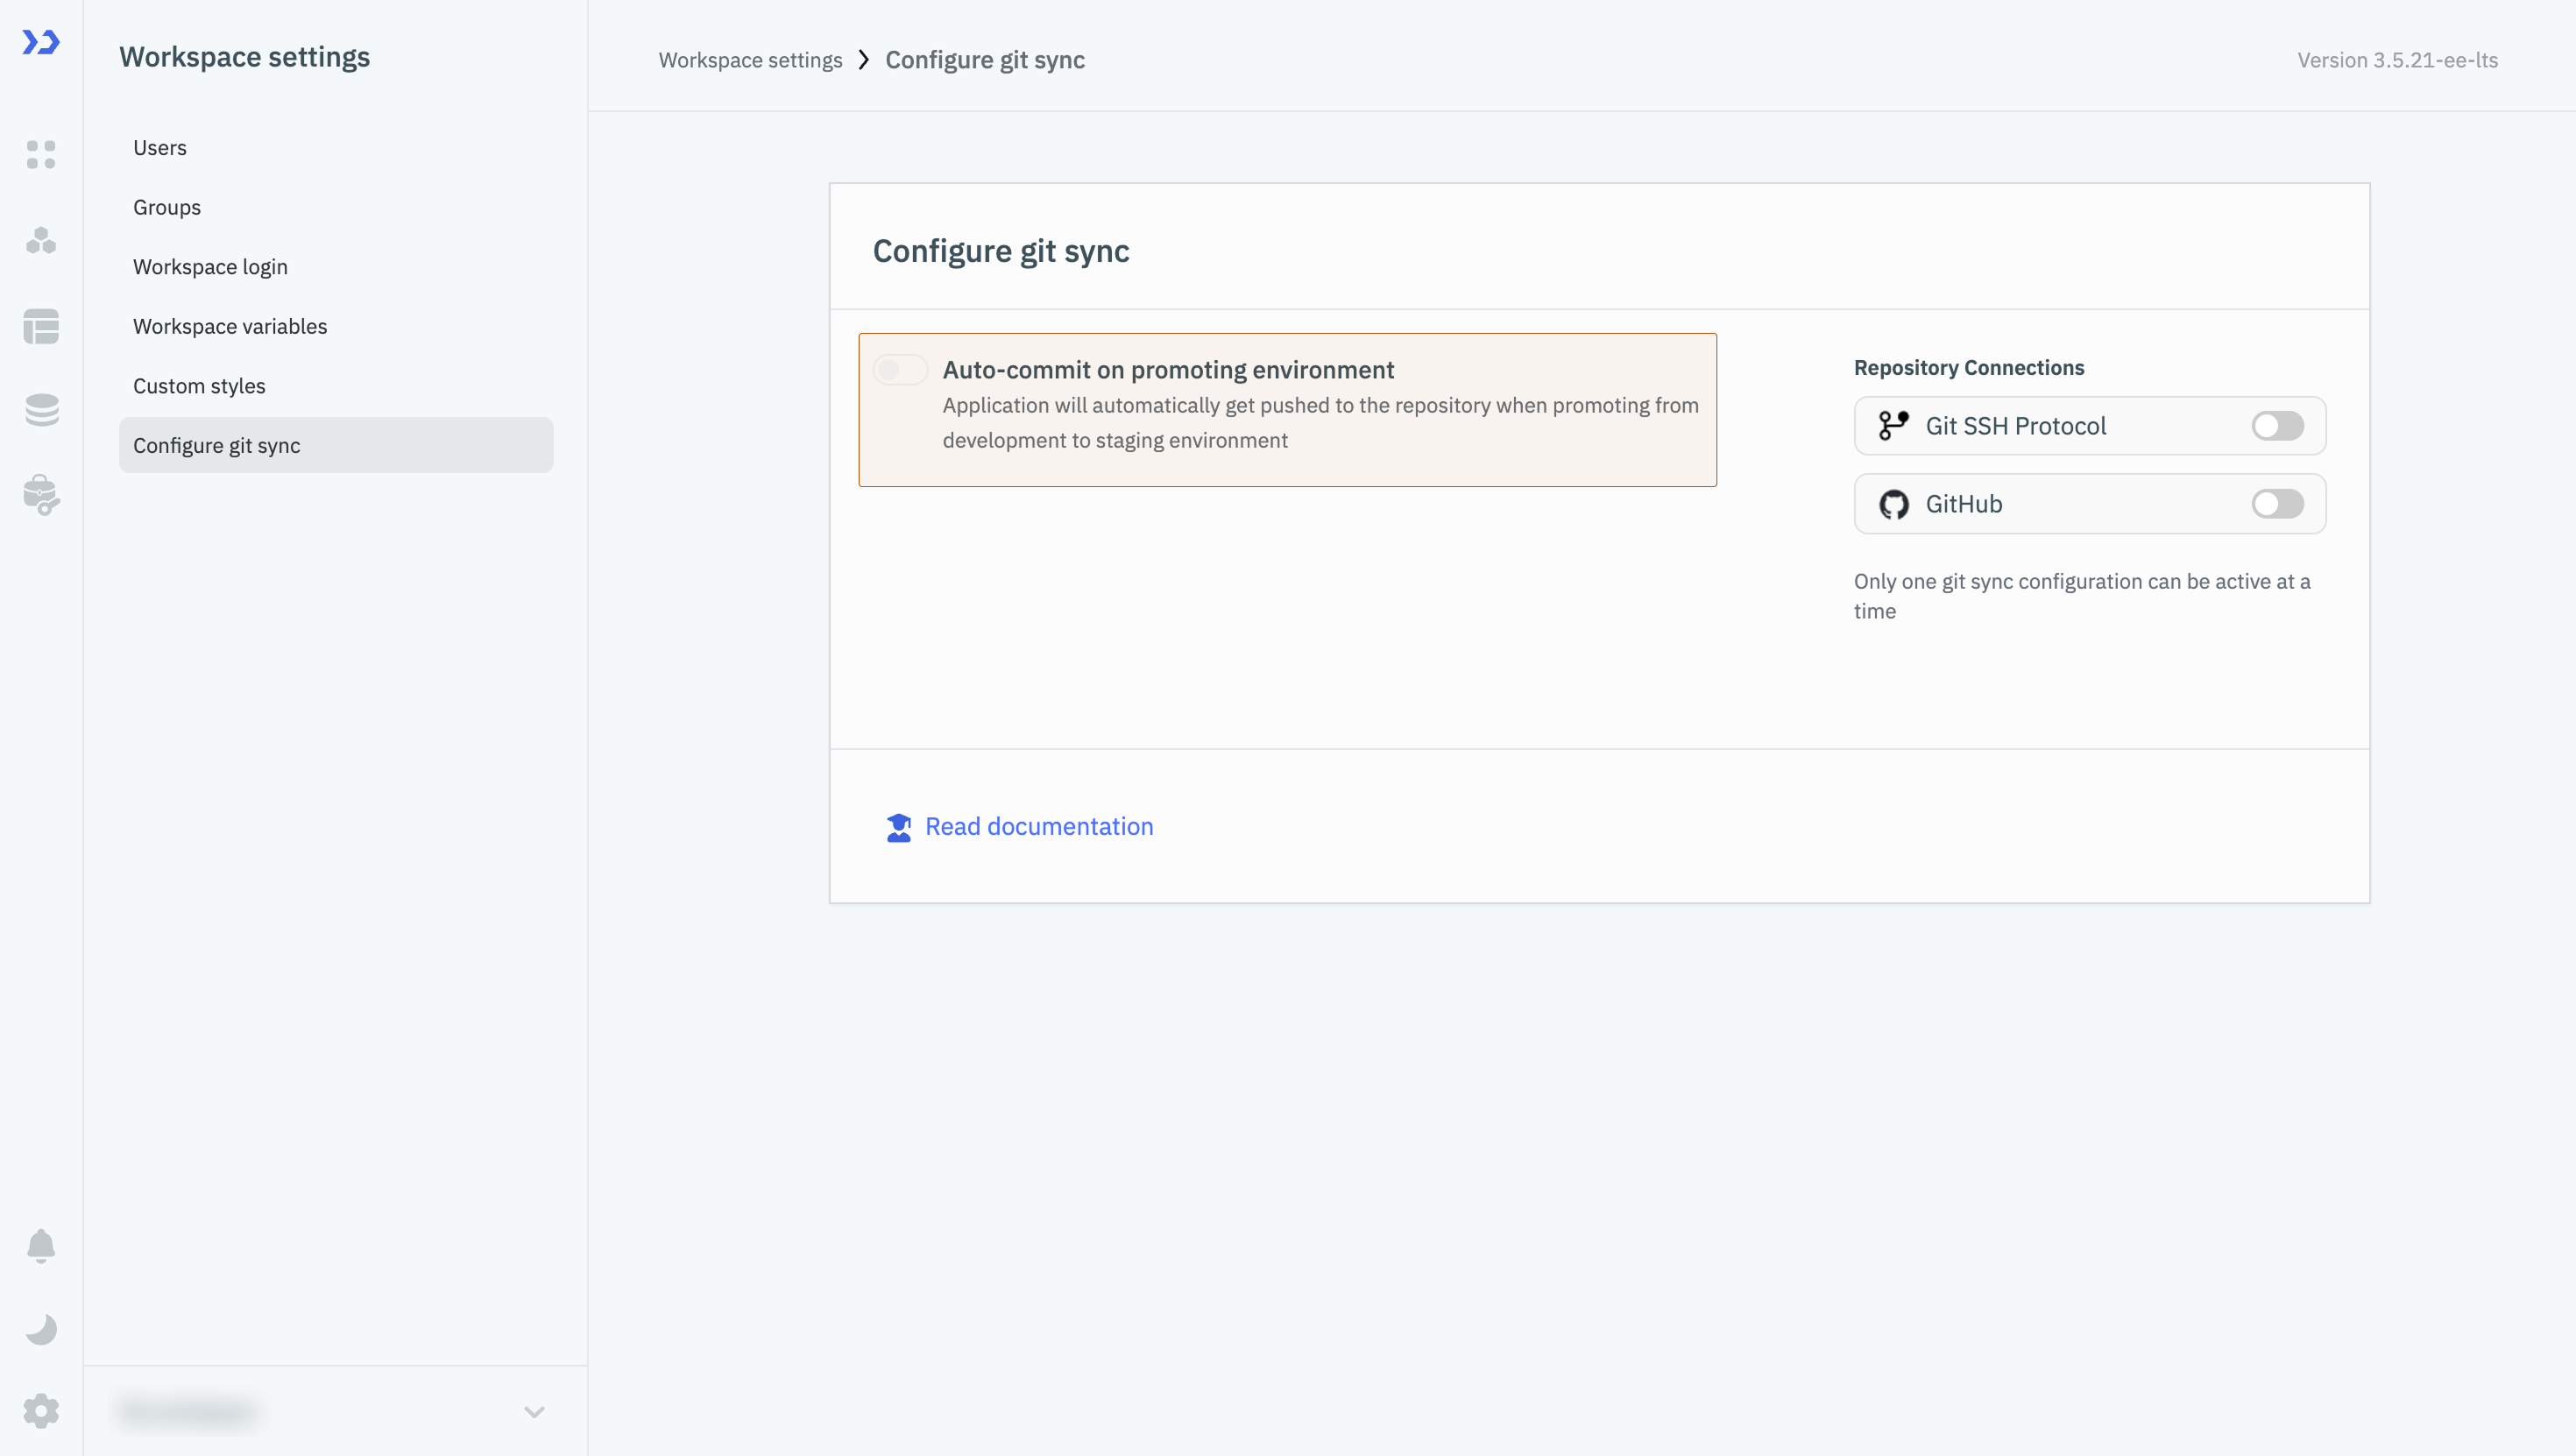 Workspace settings
Users
Groups
Workspace login
Workspace variables
Custom styles
Configure git sync
Workspace settings
Configure git sync
Version 3.5.21-ee-lts
Configure git sync
Auto-commit on promoting environment
Application will automatically get pushed to the repository when promoting from
development to staging environment
Repository Connections
Git SSH Protocol
GitHub
Only one git sync configuration can be active at a
time
Read documentation